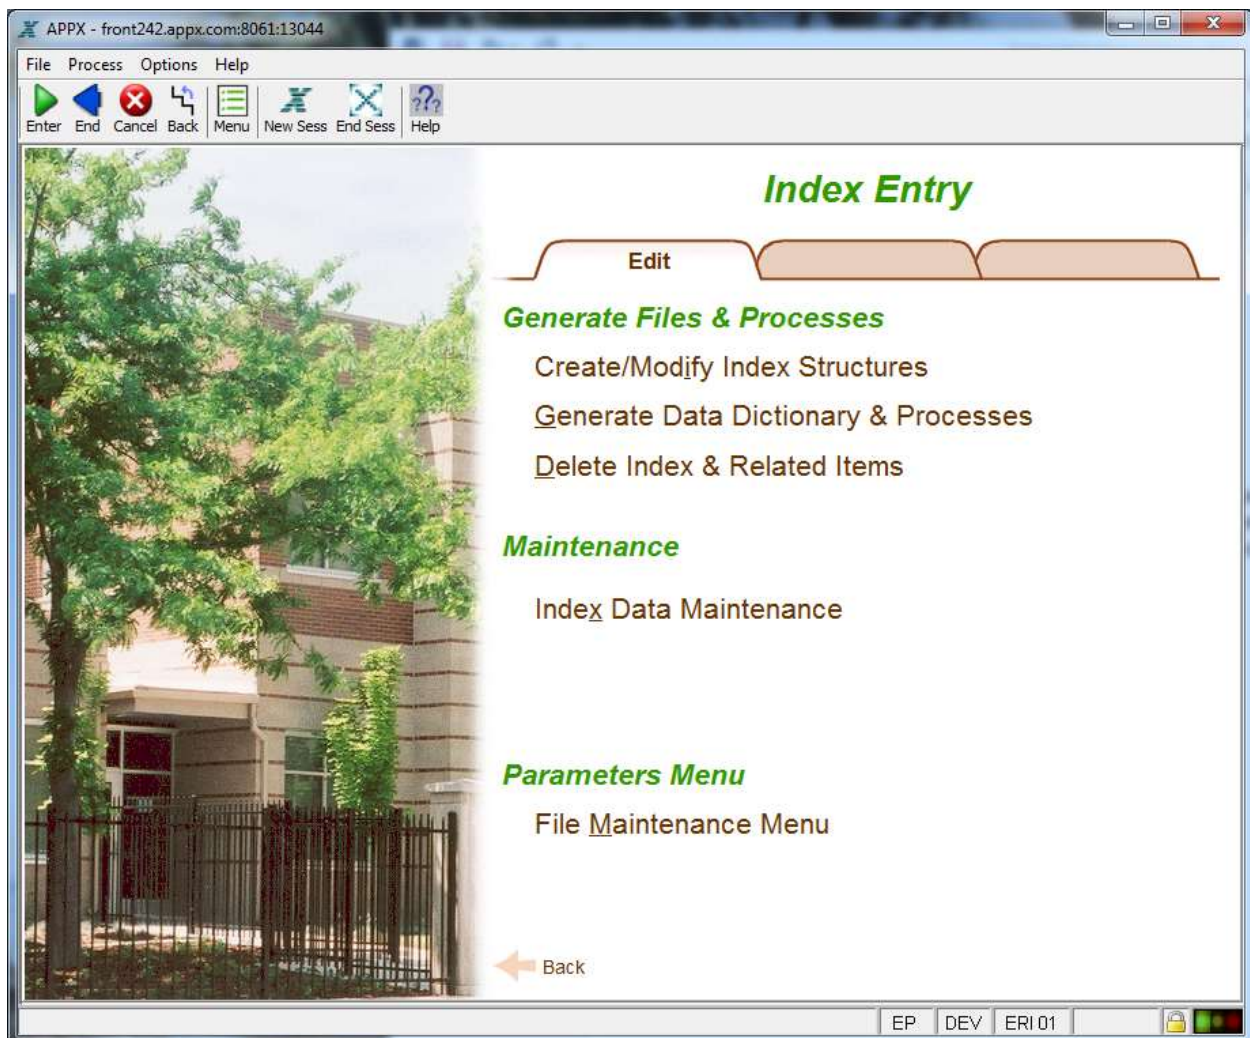 APPX - front242.appx.com:8061:13044
File Process Options Help
Enter End Cancel Back Menu New Sess End Sess Help
Index Entry
Edit
Generate Files & Processes
Create/Modify Index Structures
Generate Data Dictionary & Processes
Delete Index & Related Items
Maintenance
Index Data Maintenance
Parameters Menu
File Maintenance Menu
Back
EP DEV ERI 01